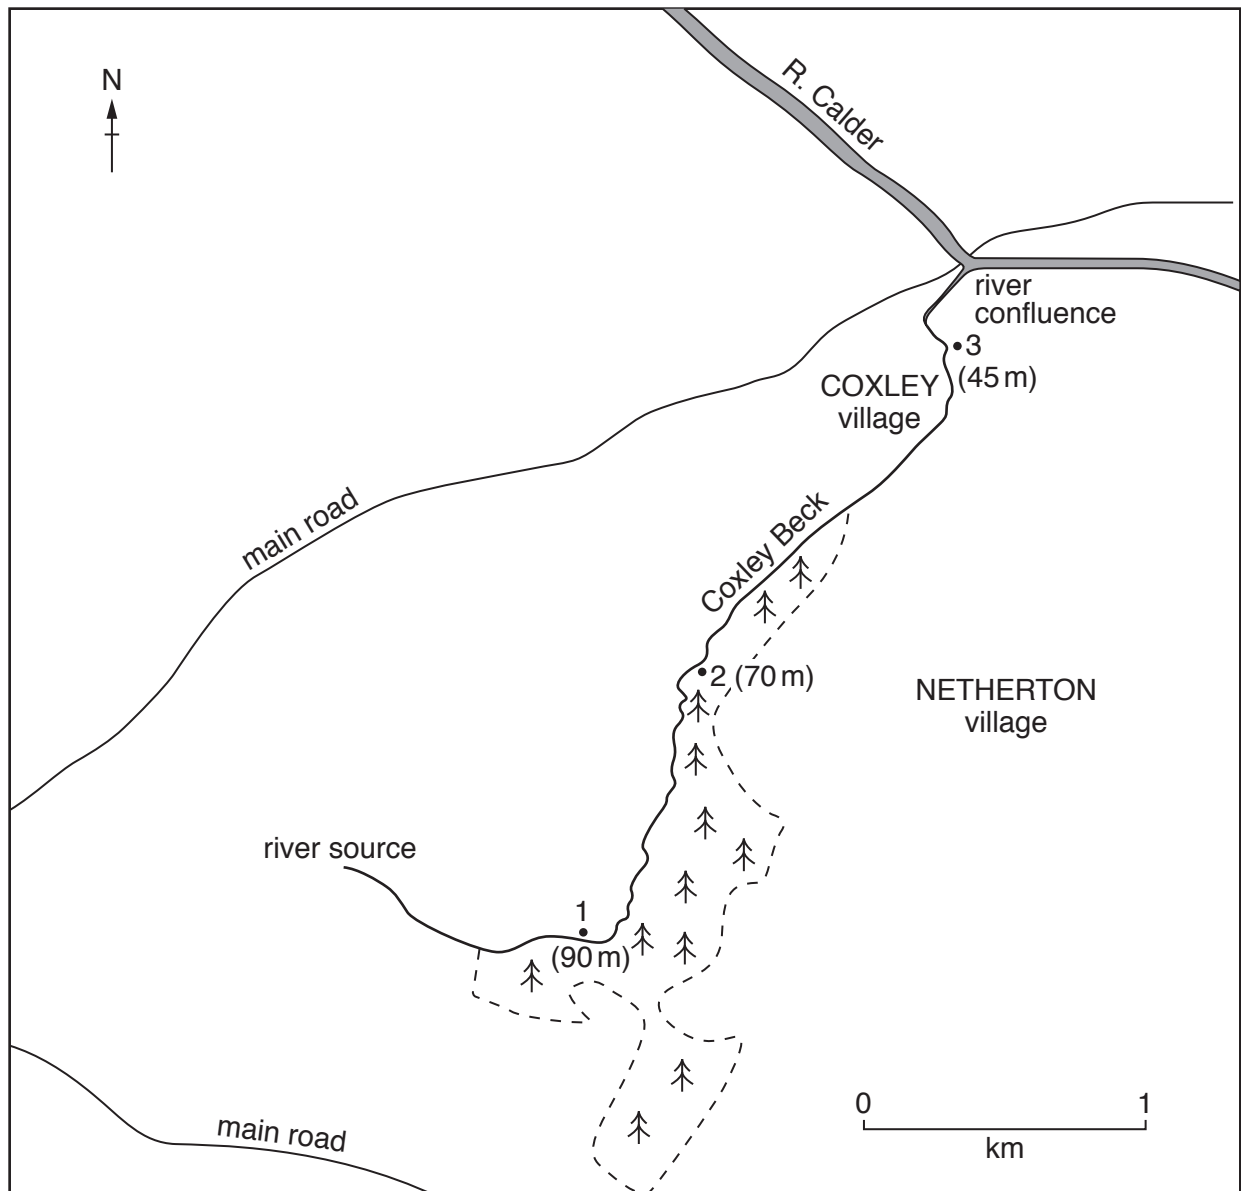 N
R. Calder
river
confluence
3
(45 m)
COXLEY
village
main road
Coxley Beck
2 (70 m)
NETHERTON
village
river source
1
(90 m)
0 1
km
main road